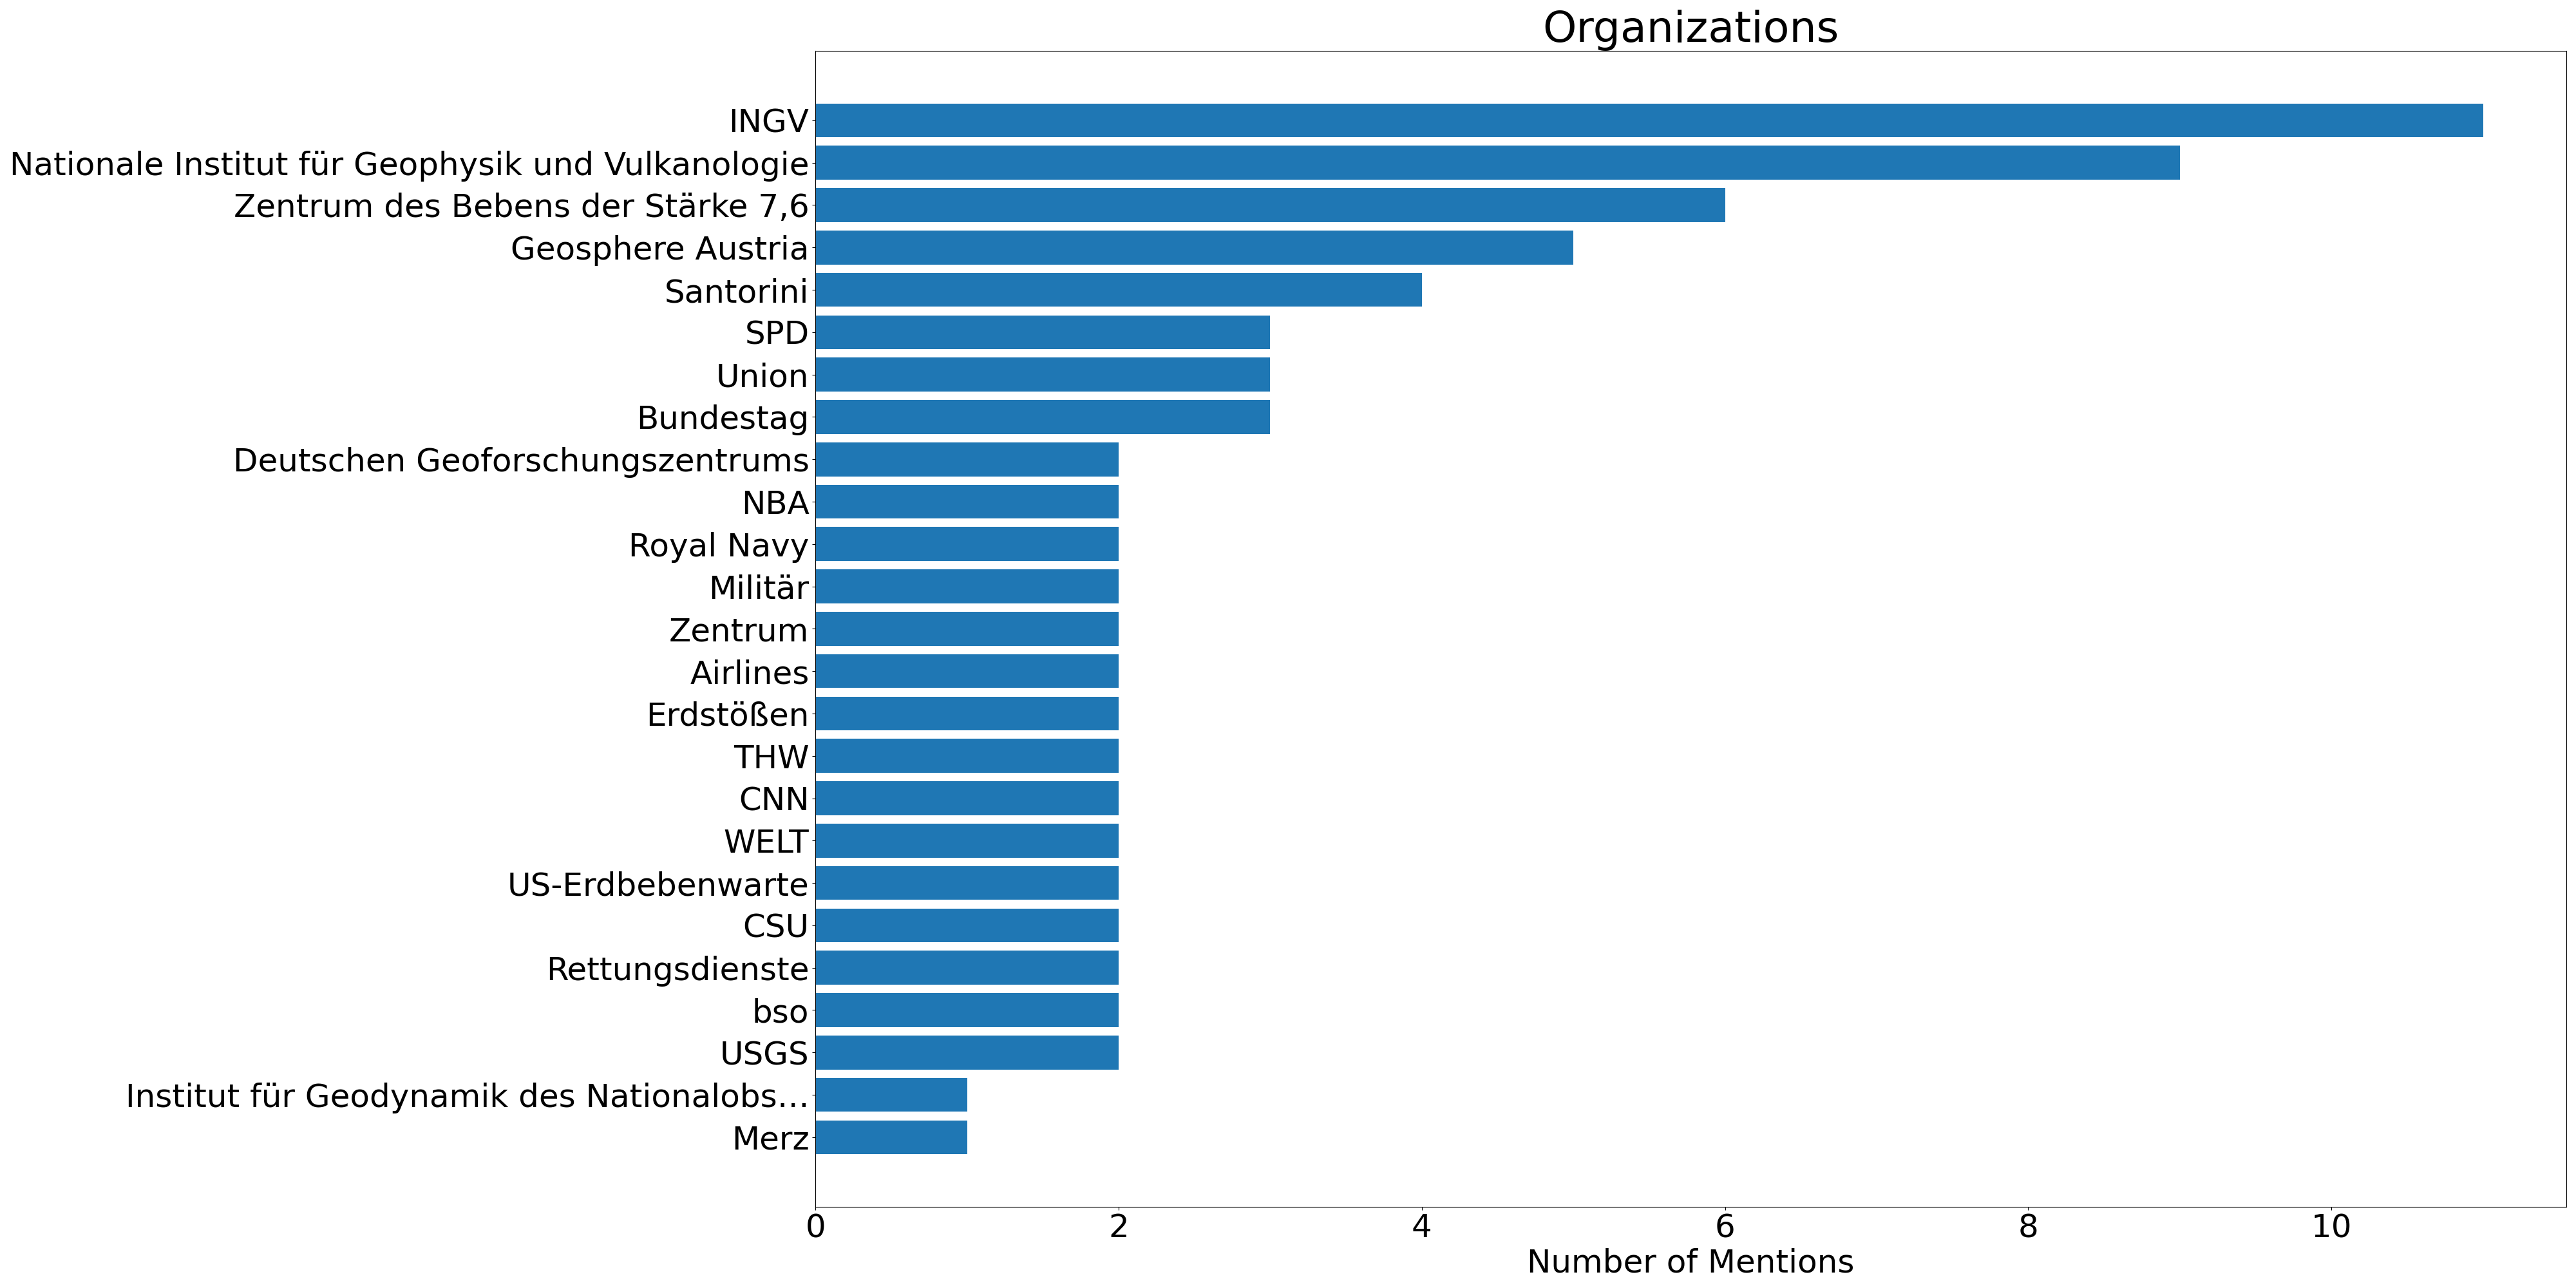 Organizations
INGV
Nationale Institut für Geophysik und Vulkanologie
Zentrum des Bebens der Stärke 7,6
Geosphere Austria
Santorini
SPD
Union
Bundestag
Deutschen Geoforschungszentrums
NBA
Royal Navy
Militär
Zentrum
Airlines
Erdstößen
THW
CNN
WELT
US-Erdbebenwarte
CSU
Rettungsdienste
bso
USGS
Institut für Geodynamik des Nationalobs...
Merz
0 2 4 6 8 10
Number of Mentions